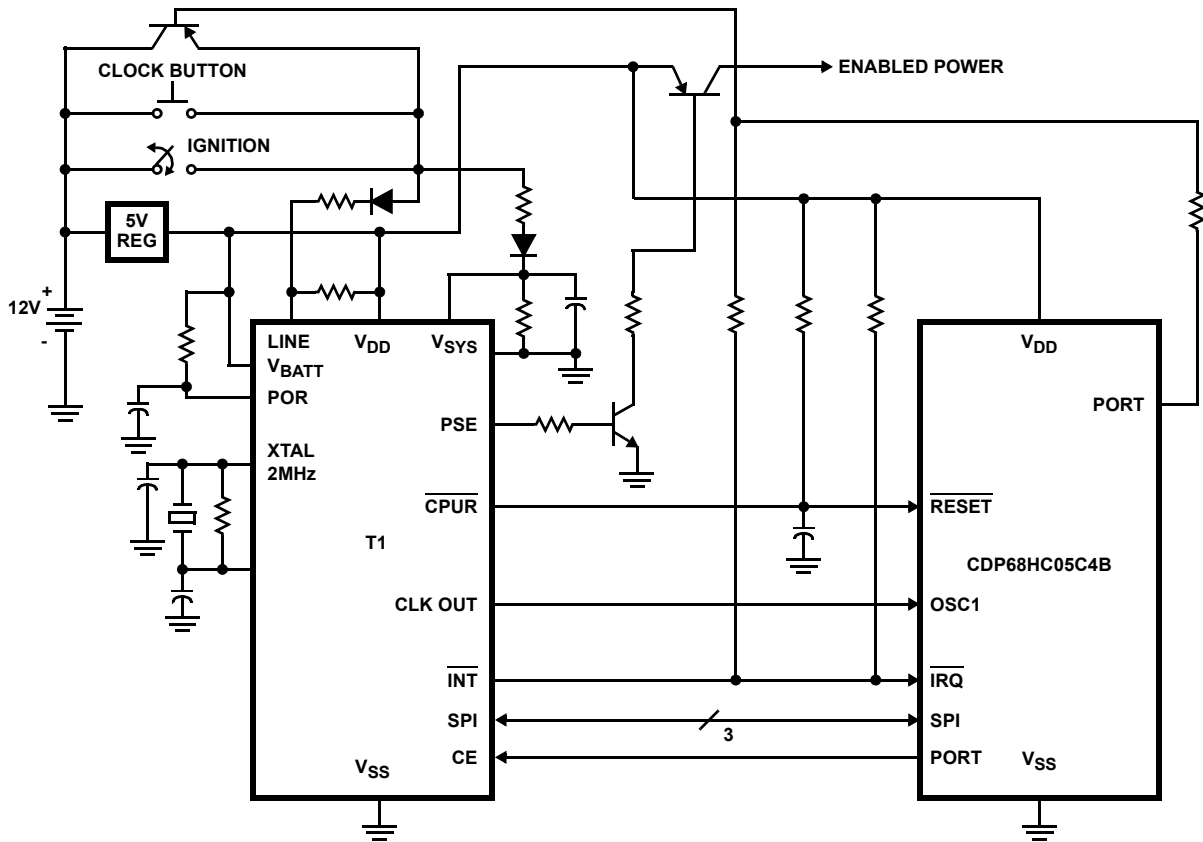 CLOCK BUTTON
ENABLED POWER
IGNITION
5V
REG
12V
+
-
LINE
VDD
VSYS
VBATT
POR
PSE
XTAL
2MHz
CPUR
T1
CLK OUT
INT
SPI
CE
VSS
3
VDD
PORT
RESET
CDP68HC05C4B
OSC1
IRQ
SPI
PORT
VSS